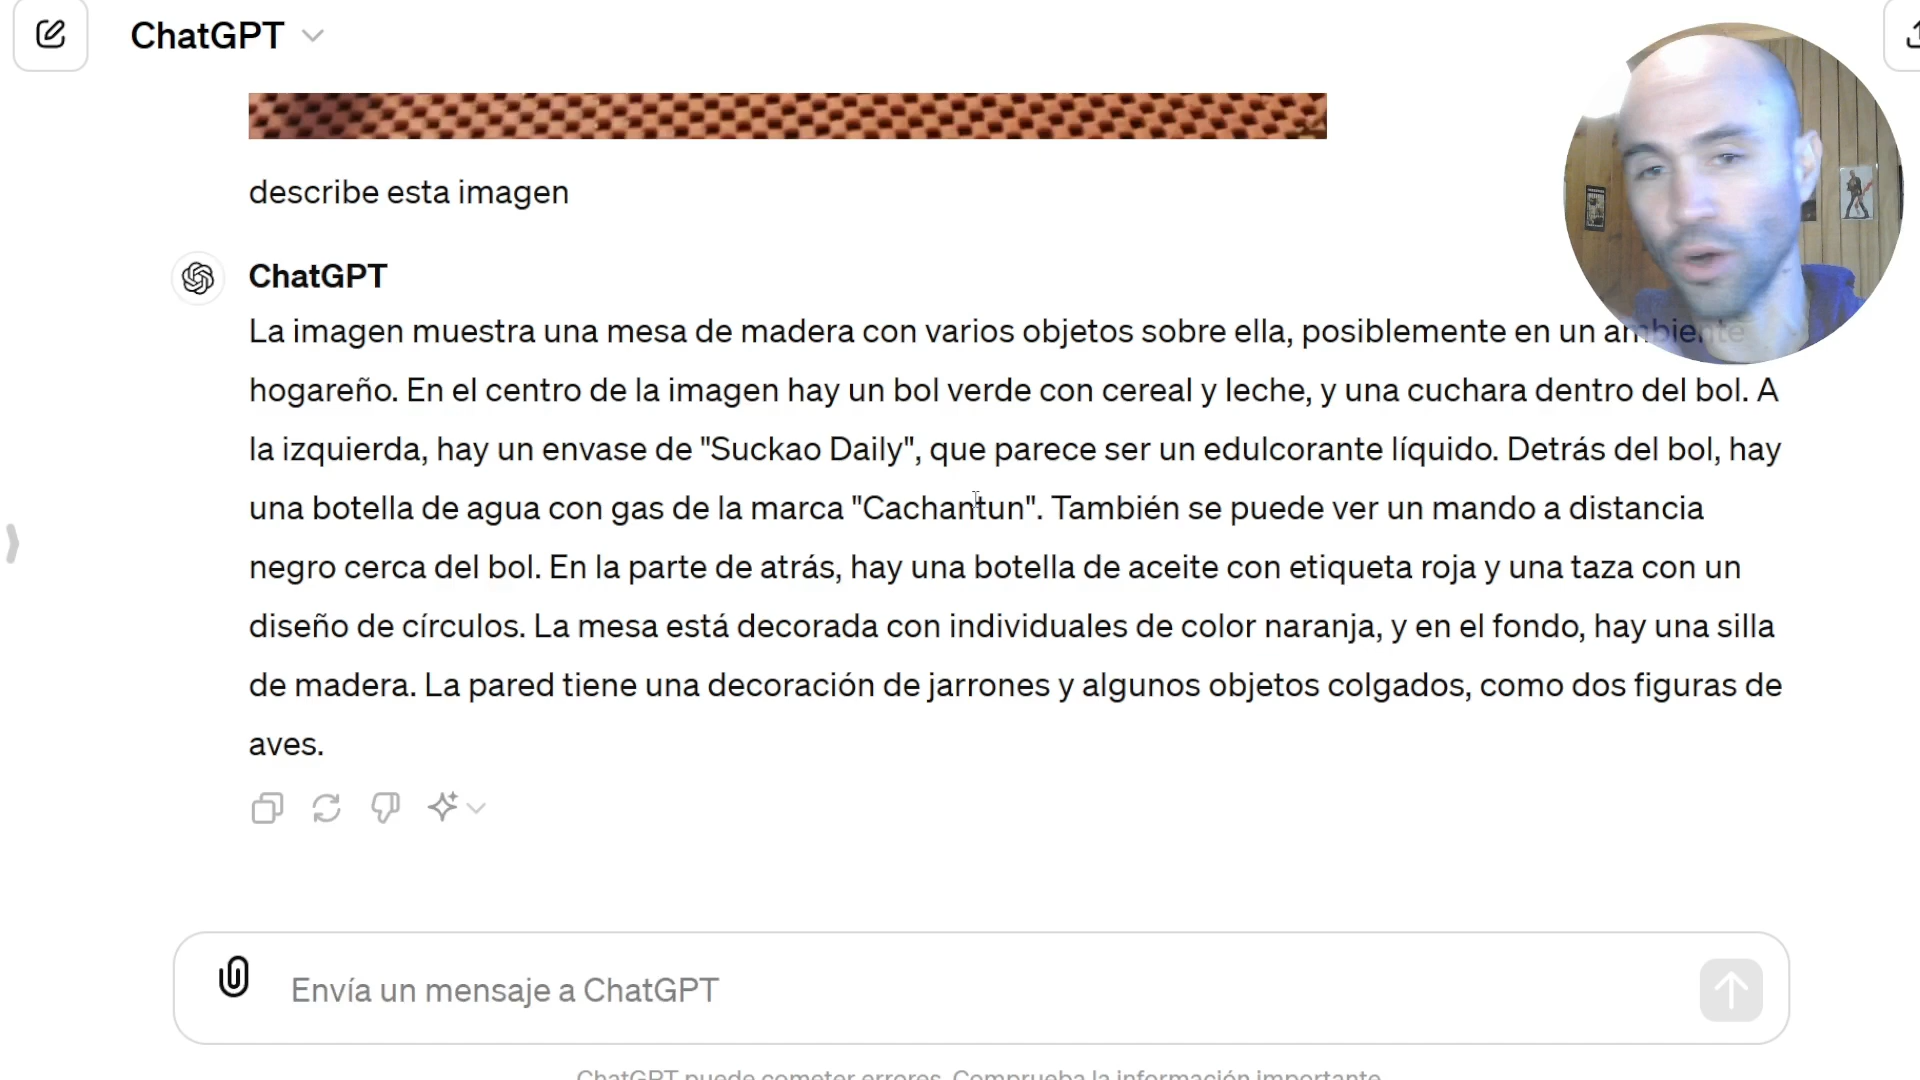 ChatGPT
describe esta imagen
ChatGPT
La imagen muestra una mesa de madera con varios objetos sobre ella, posiblemente en un ambiente
hogareño. En el centro de la imagen hay un bol verde con cereal y leche, y una cuchara dentro del bol. A
la izquierda, hay un envase de "Suckao Daily", que parece ser un edulcorante líquido. Detrás del bol, hay
una botella de agua con gas de la marca "Cachantun". También se puede ver un mando a distancia
negro cerca del bol. En la parte de atrás, hay una botella de aceite con etiqueta roja y una taza con un
diseño de círculos. La mesa está decorada con individuales de color naranja, y en el fondo, hay una silla
de madera. La pared tiene una decoración de jarrones y algunos objetos colgados, como dos figuras de
aves.
Envía un mensaje a ChatGPT
ChatGPT puede cometer errores. Comprueba la información importante.